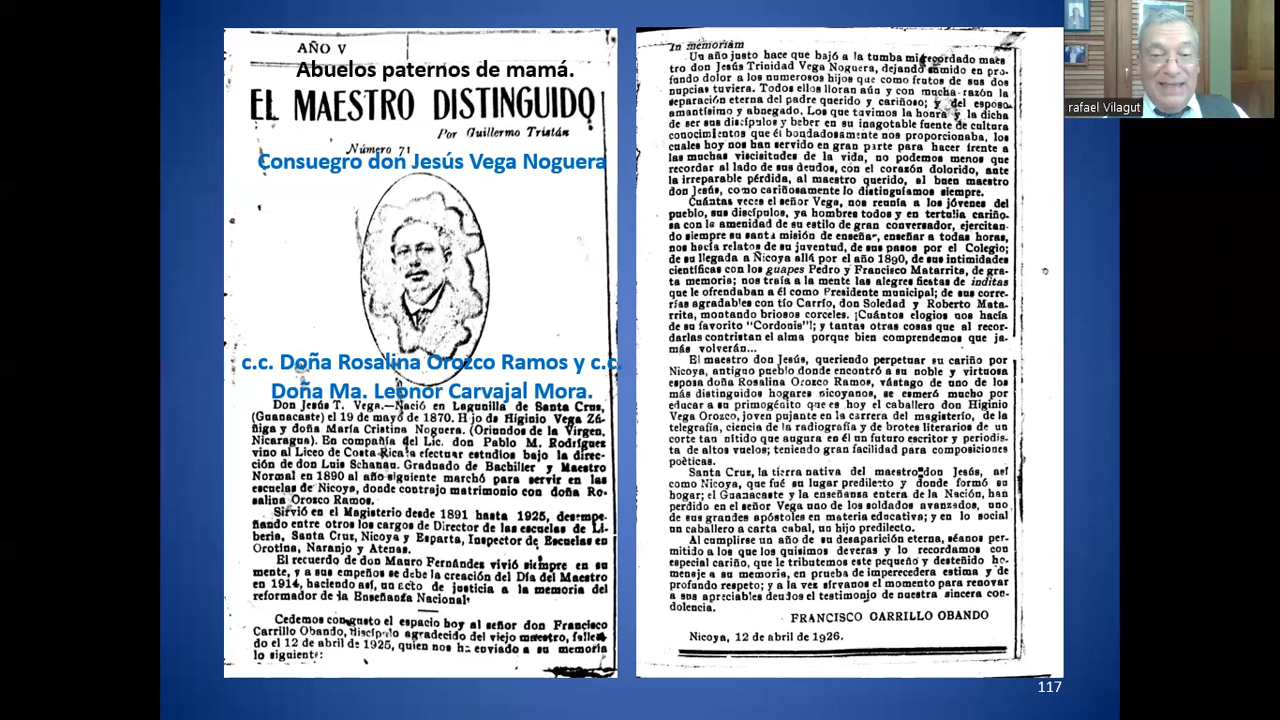 AÑO V
Abuelos paternos de mamá.
EL MAESTRO DISTINGUIDO
Por Guillermo Tristán
Número 71
Consuegro don Jesús Vega Noguera
c.c. Doña Rosalina Orozco Ramos y c.c.
Doña Ma. Leonor Carvajal Mora.
Don Jesús T. Vega.—Nació en Lagunilla de Santa Cruz,
(Guanacaste) el 19 de mayo de 1870. Hijo de Higinio Vega Zú-
ñiga y doña María Cristina Noguera. (Oriundos de la Virgen,
Nicaragua). En compañía del Lic. don Pablo M. Rodríguez
vino al Liceo de Costa Rica a efectuar estudios bajo la direc-
ción de don Luis Schanau. Graduado de Bachiller y Maestro
Normal en 1890 al año siguiente marchó para servir en las
escuelas de Nicoya, donde contrajo matrimonio con doña Ro-
salina Orozco Ramos.
Sirvió en el Magisterio desde 1891 hasta 1925, desempe-
ñando entre otros los cargos de Director de las escuelas de Li-
beria, Santa Cruz, Nicoya y Esparta, Inspector de Escuelas en
Orotina, Naranjo y Atenas.
El recuerdo de don Mauro Fernández vivió siempre en su
mente, y a sus empeños se debe la creación del Día del Maestro
en 1914, haciendo así, un acto de justicia a la memoria del
reformador de la Enseñanza Nacional.
Cedemos con gusto el espacio hoy al señor don Francisco
Carrillo Obando, discípulo agradecido del viejo maestro, falleci-
do el 12 de abril de 1925, quien nos ha enviado a su memoria
lo siguiente:
In memóriam
Un año justo hace que bajó a la tumba mi recordado maes
tro don Jesús Trinidad Vega Noguera, dejando sumido en pro-
fundo dolor a los numerosos hijos que como frutos de sus dos
nupcias tuviera. Todos ellos lloran aún y con mucha razón la
separación eterna del padre querido y cariñoso; y del esposo
amantísimo y abnegado. Los que tuvimos la honra y la dicha
de ser sus discípulos y beber en su inagotable fuente de cultura
conocimientos que él bondadosamente nos proporcionaba, los
cuales hoy nos han servido en gran parte para hacer frente a
las muchas viscisitudes de la vida, no podemos menos que
recordar al lado de sus deudos, con el corazón dolorido, ante
la irreparable pérdida, al maestro querido, al buen maestro
don Jesús, como cariñosamente lo distinguíamos siempre.
Cuántas veces el señor Vega, nos reunía a los jóvenes del
pueblo, sus discípulos, ya hombres todos y en tertulia cariño-
sa con la amenidad de su estilo de gran conversador, ejercitan-
do siempre su santa misión de enseñar, enseñar a todas horas,
nos hacía relatos de su juventud, de sus pasos por el Colegio;
de su llegada a Nicoya allá por el año 1890, de sus intimidades
científicas con los guapes Pedro y Francisco Matarrita, de gra-
ta memoria; nos traía a la mente las alegres fiestas de inditas
que le ofrendaban a él como Presidente municipal; de sus corre-
rías agradables con tío Carrío, don Soledad y Roberto Mata-
rrita, montando briosos corceles. ¡Cuántos elogios nos hacía
de su favorito "Cordonis"!; y tantas otras cosas que al recor-
darlas contristan el alma porque bien comprendemos que ja-
más volverán...
El maestro don Jesús, queriendo perpetuar su cariño por
Nicoya, antiguo pueblo donde encontró a su noble y virtuosa
esposa doña Rosalina Orozco Ramos, vástago de uno de los
más distinguidos hogares nicoyanos, se esmeró mucho por
educar a su primogénito que es hoy el caballero don Higinio
Vega Orozco, joven pujante en la carrera del magisterio, de la
telegrafía, ciencia de la radiografía y de brotes literarios de un
corte tan nítido que augura en él un futuro escritor y periodis-
ta de altos vuelos; teniendo gran facilidad para composiciones
poéticas.
Santa Cruz, la tierra nativa del maestro don Jesús, así
como Nicoya, que fué su lugar predilecto y donde formó su
hogar; el Guanacaste y la enseñansa entera de la Nación, han
perdido en el señor Vega uno de los soldados avanzados, uno
de sus grandes apóstoles en materia educativa; y en lo social
un caballero a carta cabal, un hijo predilecto.
Al cumplirse un año de su desaparición eterna, séanos per-
mitido a los que los quisimos deveras y lo recordamos con
especial cariño, que le tributemos este pequeño y desteñido ho-
menaje a su memoria, en prueba de imperecedera estima y de
profundo respeto; y a la vez sírvanos el momento para renovar
a sus apreciables deudos el testimonio de nuestra sincera con-
dolencia.
FRANCISCO CARRILLO OBANDO
Nicoya, 12 de abril de 1926.
117
rafael Vilagut